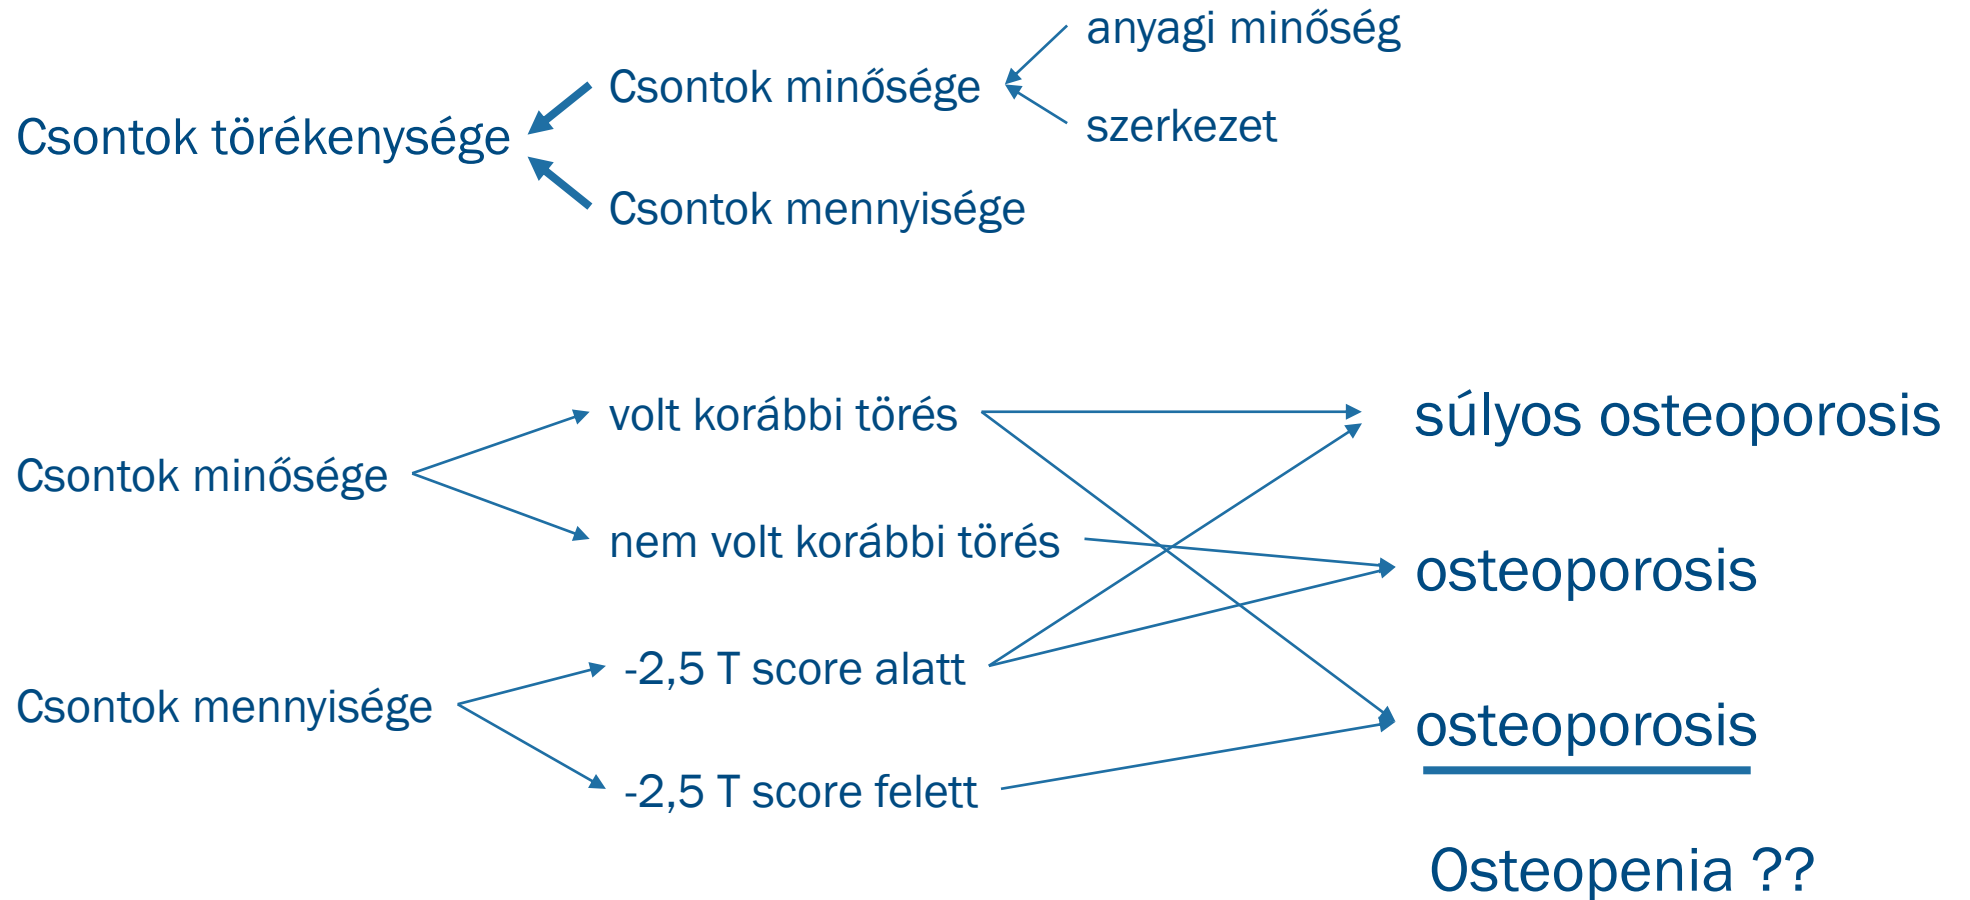 anyagi minőség
Csontok minősége
Csontok törékenysége
szerkezet
Csontok mennyisége
volt korábbi törés
súlyos osteoporosis
Csontok minősége
nem volt korábbi törés
osteoporosis
-2,5 T score alatt
Csontok mennyisége
osteoporosis
-2,5 T score felett
Osteopenia ??